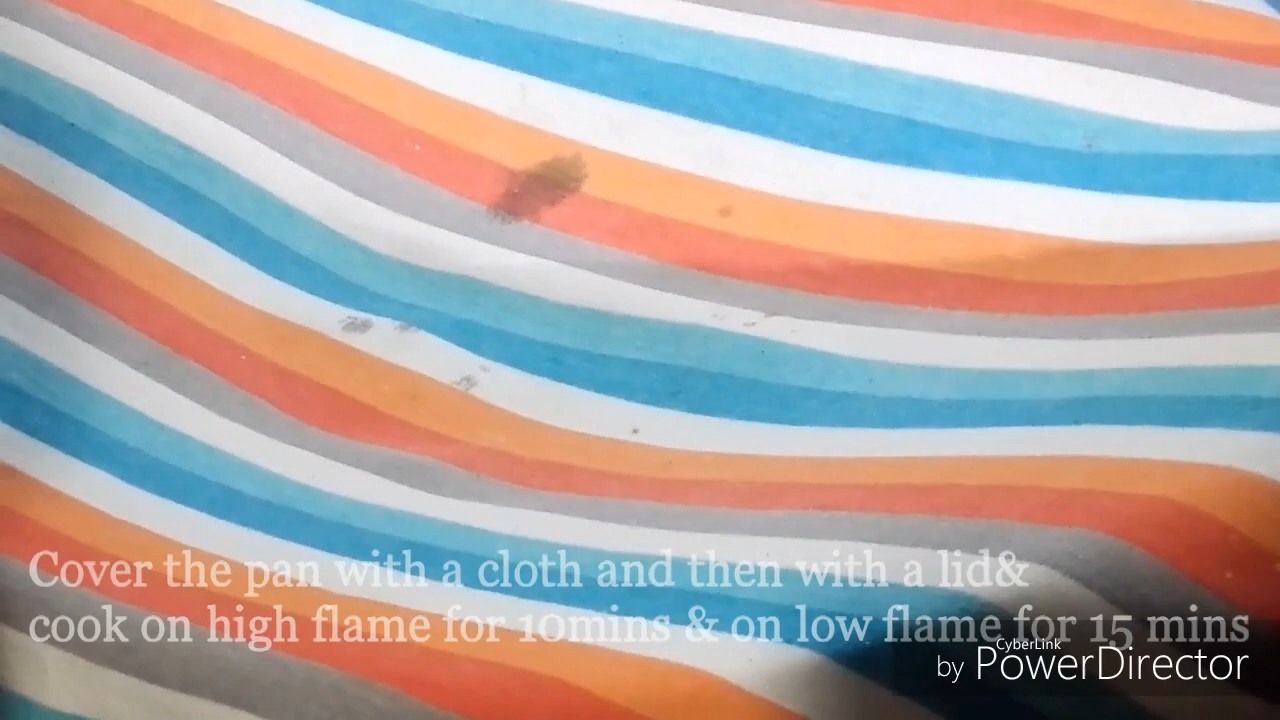 Cover the pan with a cloth and then with a lid&
cook on high flame for 10mins & on low flame for 15 mins
CyberLink
by PowerDirector